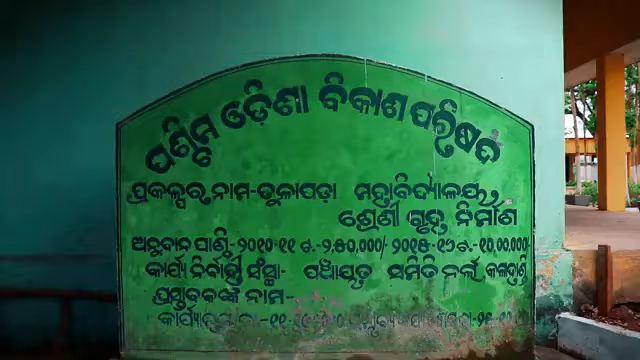 ପଶ୍ଚିମ ଓଡ଼ିଶା ବିକାଶ ପରିଷଦ
ପ୍ରକଳ୍ପର ନାମ-ଡୁଳାପଡ଼ା ମହାବିଦ୍ୟାଳୟର
ଶ୍ରେଣୀ ଗୃହ ନିର୍ମାଣ
ଅନୁଦାନ ପାଣ୍ଠି-୨୦୧୦-୧୧ ଟ.-୨,୫୦,୦୦୦/ ୨୦୧୫-୧୬ ଟ.-୧୦,୦୦,୦୦୦/-
କାର୍ଯ୍ୟ ନିର୍ବାହୀ ସଂସ୍ଥା- ପଞ୍ଚାୟତ ସମିତି ନର୍ଲା, କଳାହାଣ୍ଡି
ପ୍ରସ୍ତାବକଙ୍କ ନାମ-